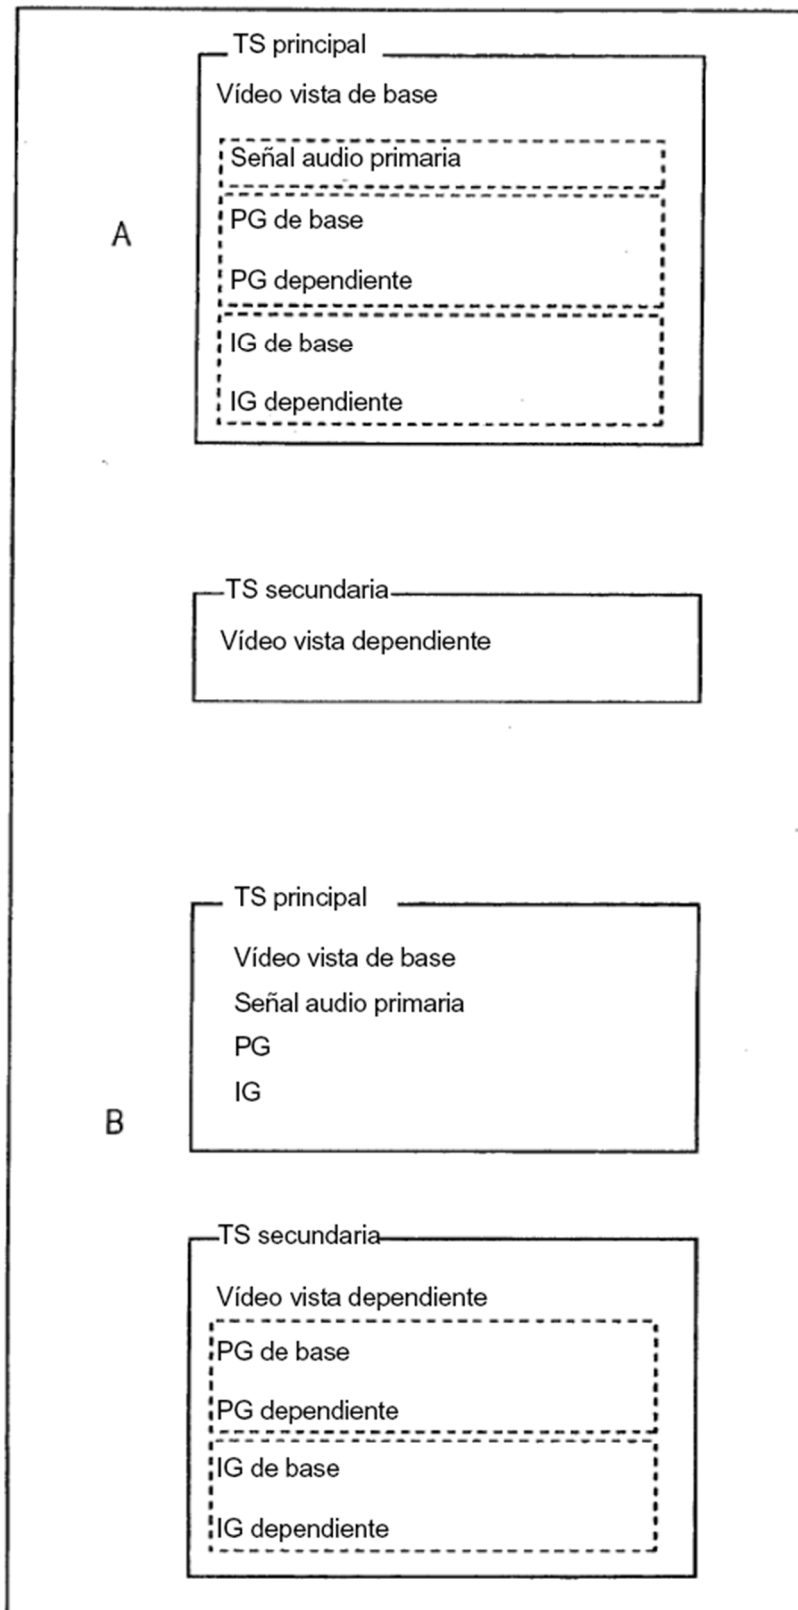 TS principal
Vídeo vista de base
Señal audio primaria
PG de base
A
PG dependiente
IG de base
IG dependiente
TS secundaria
Vídeo vista dependiente
TS principal
Vídeo vista de base
Señal audio primaria
PG
IG
B
TS secundaria
Vídeo vista dependiente
PG de base
PG dependiente
IG de base
IG dependiente